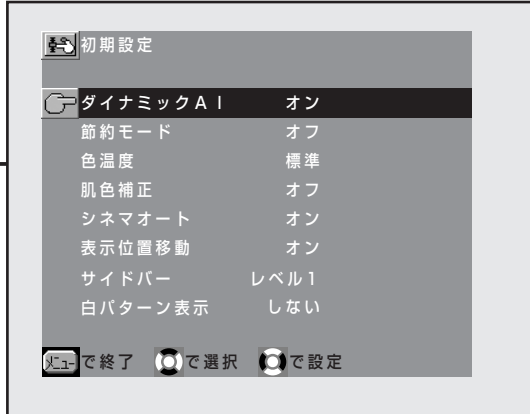 初期設定
ダイナミックAI オン
節約モード オフ
色温度 標準
肌色補正 オフ
シネマオート オン
表示位置移動 オン
サイドバー レベル1
白パターン表示 しない
メニュー で終了 で選択 で設定